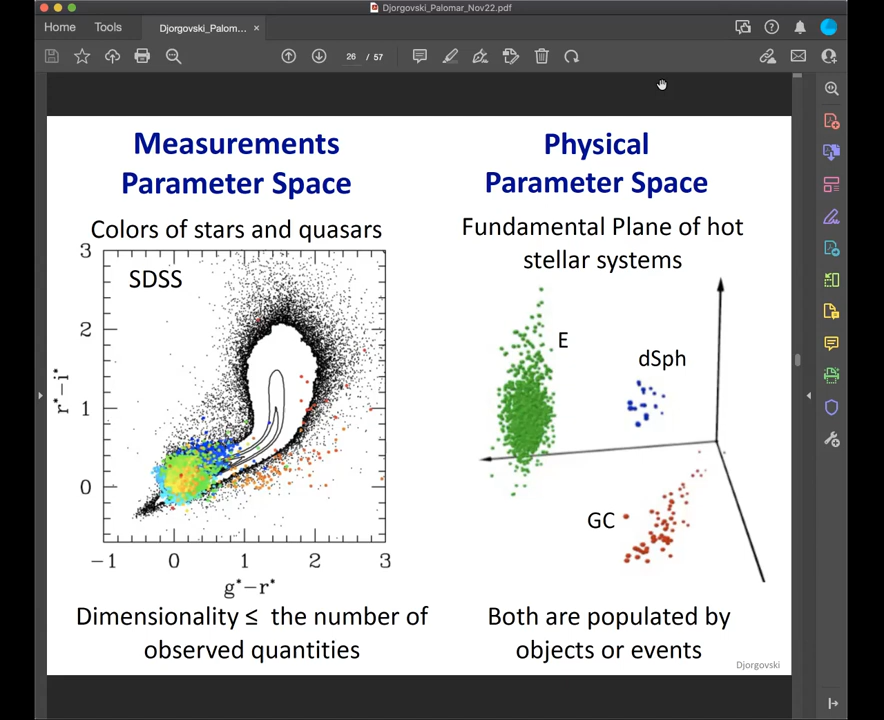 Djorgovski_Palomar_Nov22.pdf
Home
Tools
Djorgovski_Palom...
26 / 57
Measurements
Parameter Space
Colors of stars and quasars
SDSS
3
2
1
0
r*−i*
−1 0 1 2 3
g*−r*
Dimensionality ≤ the number of
observed quantities
Physical
Parameter Space
Fundamental Plane of hot
stellar systems
E
dSph
GC
Both are populated by
objects or events
Djorgovski